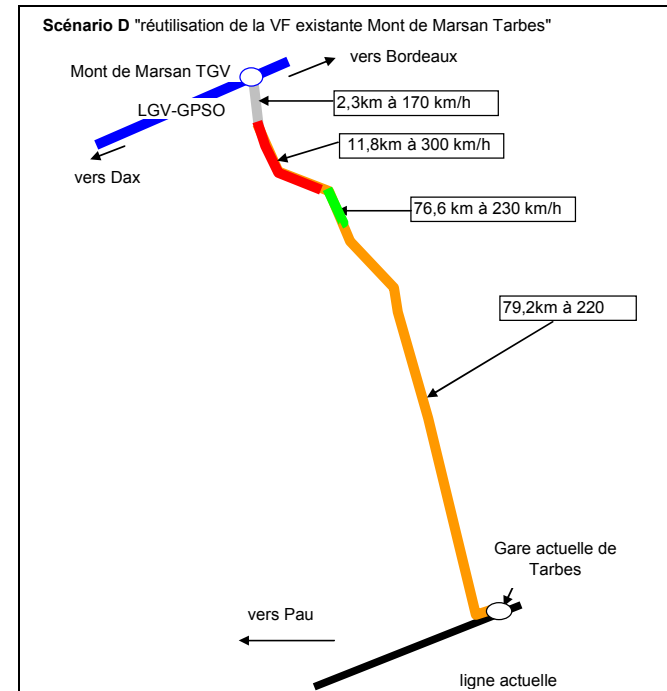 Scénario D "réutilisation de la VF existante Mont de Marsan Tarbes"
vers Bordeaux
Mont de Marsan TGV
LGV-GPSO
2,3km à 170 km/h
11,8km à 300 km/h
vers Dax
76,6 km à 230 km/h
79,2km à 220
Gare actuelle de
Tarbes
vers Pau
ligne actuelle